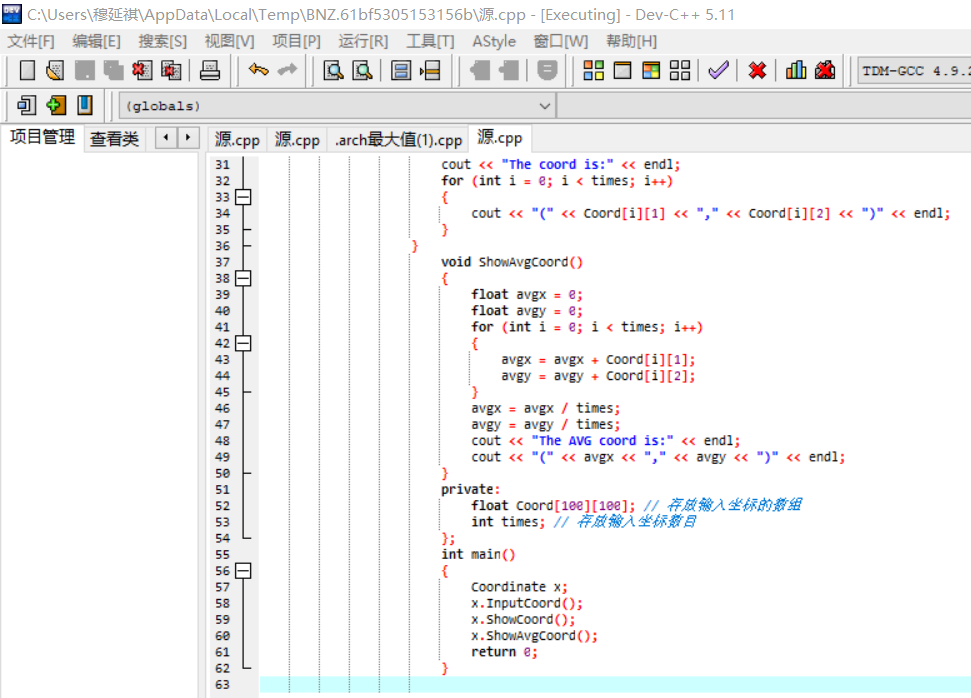 C:\Users\穆延祺\AppData\Local\Temp\BNZ.61bf5305153156b\源.cpp - [Executing] - Dev-C++ 5.11
文件[F] 编辑[E] 搜索[S] 视图[V] 项目[P] 运行[R] 工具[T] AStyle 窗口[W] 帮助[H]
TDM-GCC 4.9.2
(globals)
项目管理 查看类 源.cpp 源.cpp .arch最大值(1).cpp 源.cpp
31 cout << "The coord is:" << endl;
32 for (int i = 0; i < times; i++)
33 {
34 cout << "(" << Coord[i][1] << "," << Coord[i][2] << ")" << endl;
35 }
36 }
37 void ShowAvgCoord()
38 {
39 float avgx = 0;
40 float avgy = 0;
41 for (int i = 0; i < times; i++)
42 {
43 avgx = avgx + Coord[i][1];
44 avgy = avgy + Coord[i][2];
45 }
46 avgx = avgx / times;
47 avgy = avgy / times;
48 cout << "The AVG coord is:" << endl;
49 cout << "(" << avgx << "," << avgy << ")" << endl;
50 }
51 private:
52 float Coord[100][100]; // 存放输入坐标的数组
53 int times; // 存放输入坐标数目
54 };
55 int main()
56 {
57 Coordinate x;
58 x.InputCoord();
59 x.ShowCoord();
60 x.ShowAvgCoord();
61 return 0;
62 }
63